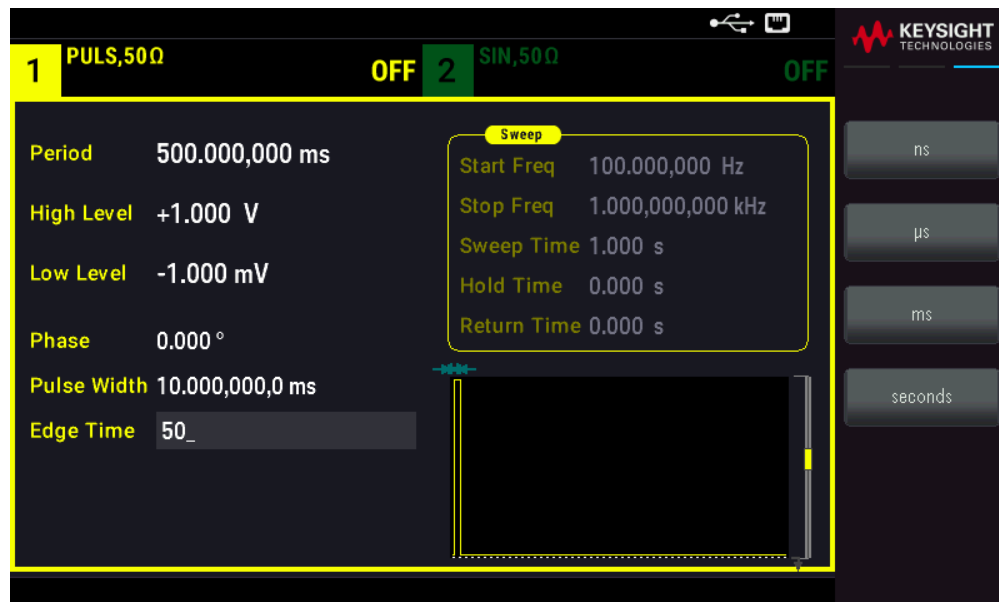 KEYSIGHT
TECHNOLOGIES
1 PULS,50Ω OFF
2 SIN,50Ω OFF
Period 500.000,000 ms
High Level +1.000 V
Low Level -1.000 mV
Phase 0.000 °
Pulse Width 10.000,000,0 ms
Edge Time 50_
Sweep
Start Freq 100.000,000 Hz
Stop Freq 1.000,000,000 kHz
Sweep Time 1.000 s
Hold Time 0.000 s
Return Time 0.000 s
ns
µs
ms
seconds